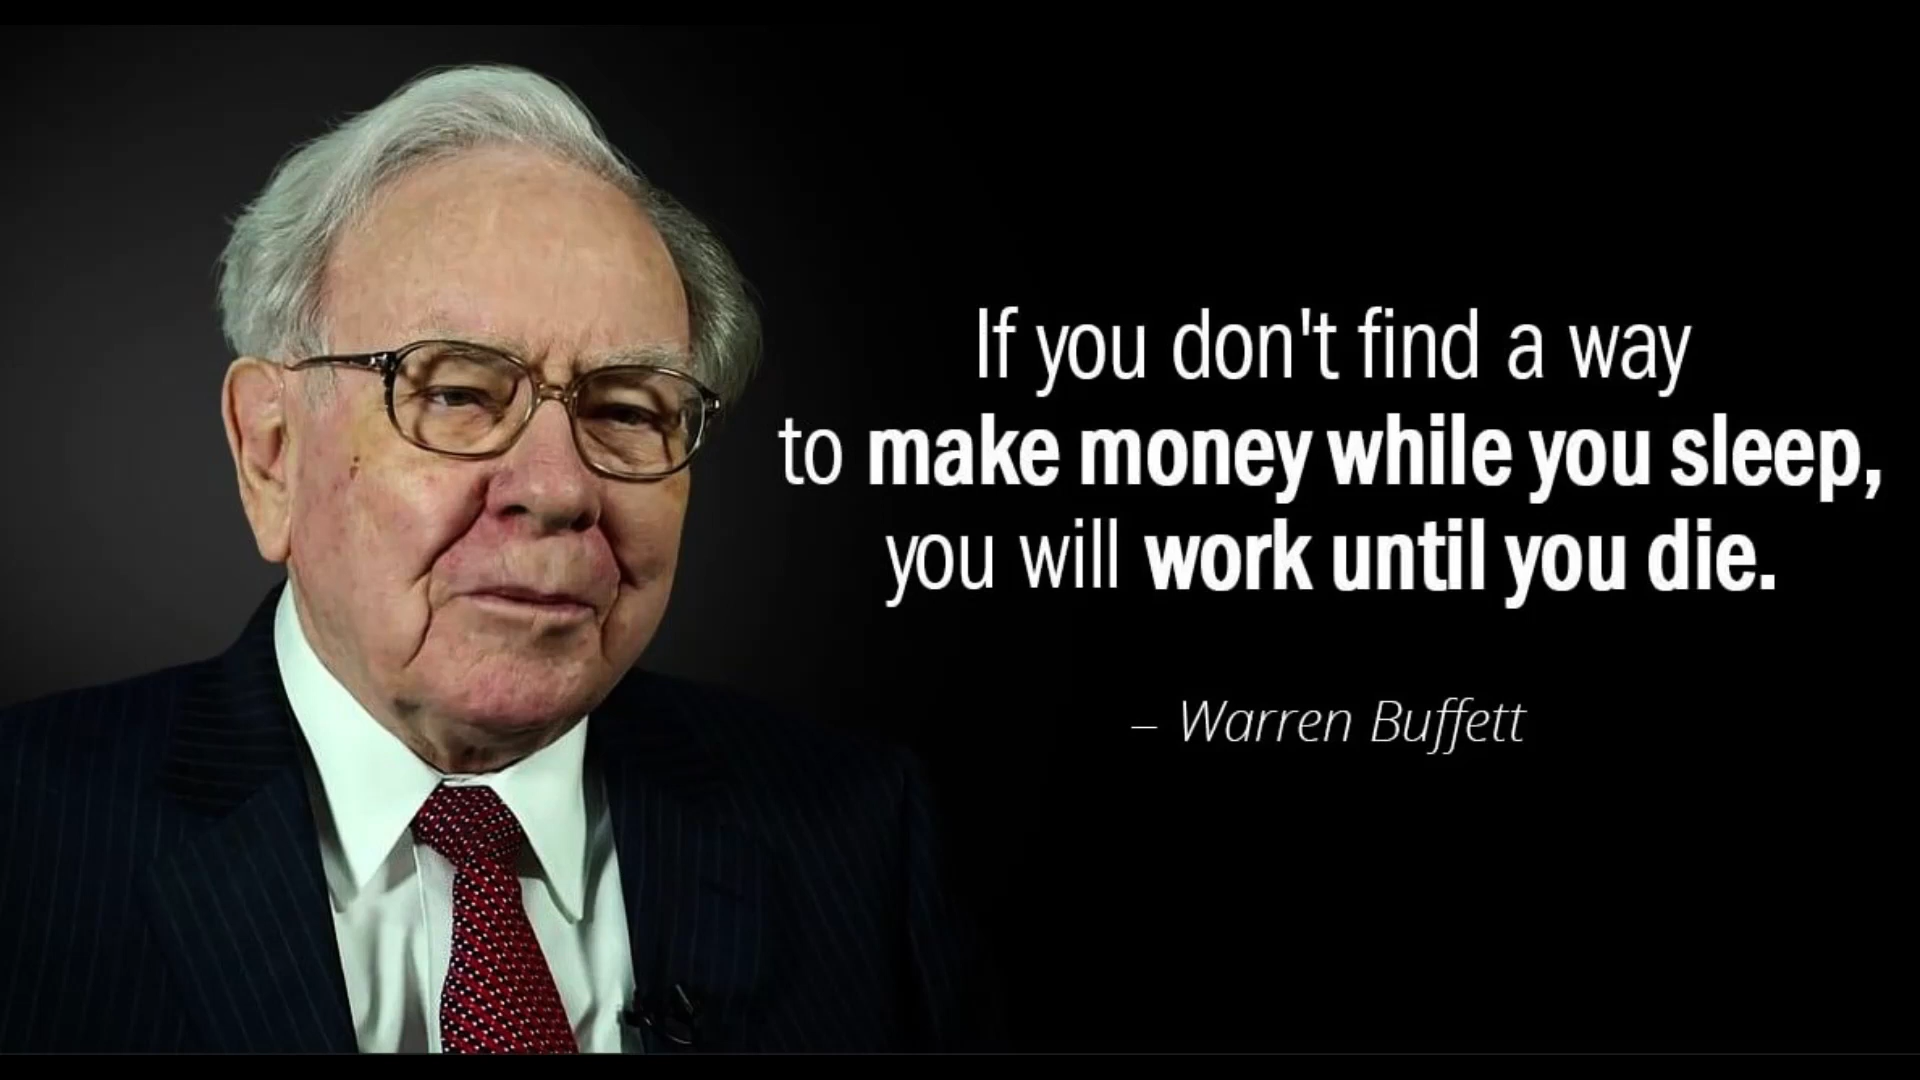 If you don't find a way
to make money while you sleep,
you will work until you die.
– Warren Buffett